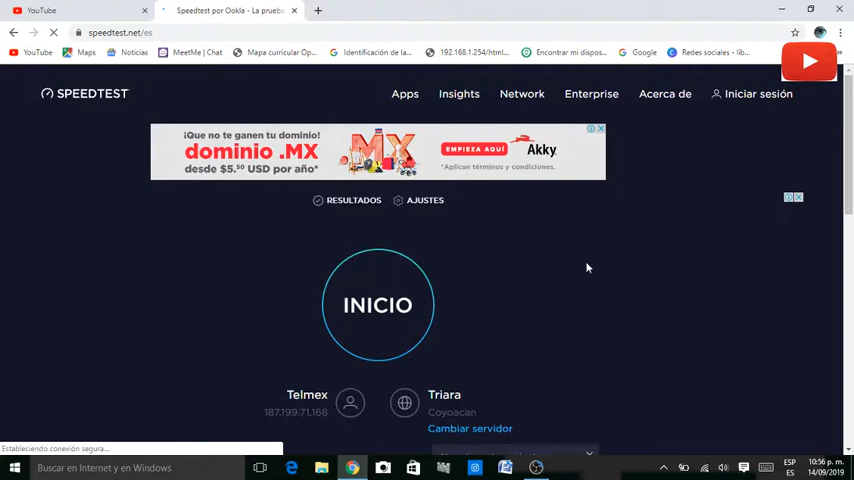 YouTube
Speedtest por Ookla - La prueba
speedtest.net/es
YouTube
Maps
Noticias
MeetMe | Chat
Mapa curricular Op...
Identificación de la...
192.168.1.254/html...
Encontrar mi dispos...
Google
Redes sociales - lib...
SPEEDTEST
Apps
Insights
Network
Enterprise
Acerca de
Iniciar sesión
¡Que no te ganen tu dominio!
dominio .MX
desde $5.50 USD por año*
MX
EMPIEZA AQUÍ
Akky
*Aplican términos y condiciones.
RESULTADOS
AJUSTES
INICIO
Telmex
187.199.71.168
Triara
Coyoacan
Cambiar servidor
Estableciendo conexión segura...
Buscar en Internet y en Windows
ESP
ES
10:56 p. m.
14/09/2019